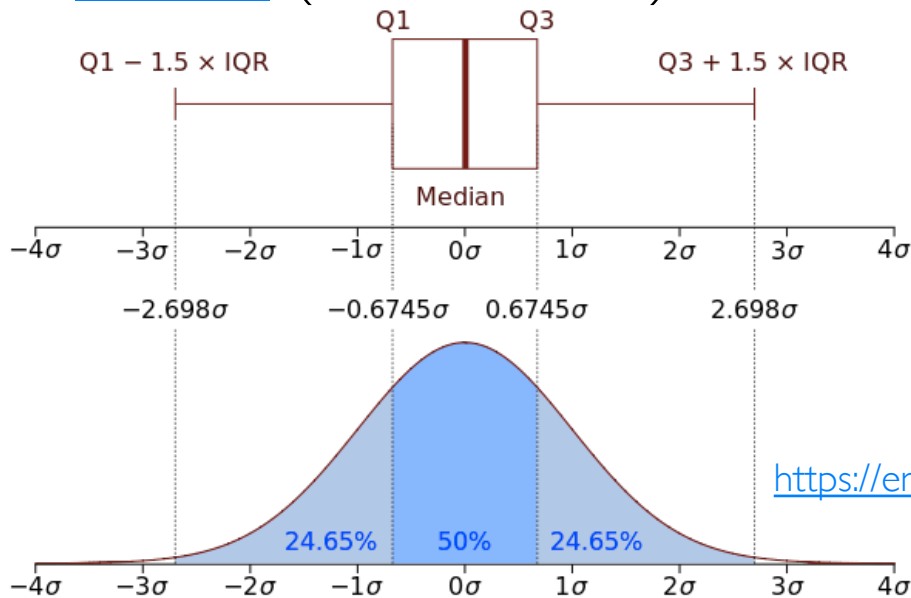 Q1 Q3
Q1 − 1.5 × IQR Q3 + 1.5 × IQR
Median
−4σ −3σ −2σ −1σ 0σ 1σ 2σ 3σ 4σ
−2.698σ −0.6745σ 0.6745σ 2.698σ
https://en
24.65% 50% 24.65%
−4σ −3σ −2σ −1σ 0σ 1σ 2σ 3σ 4σ